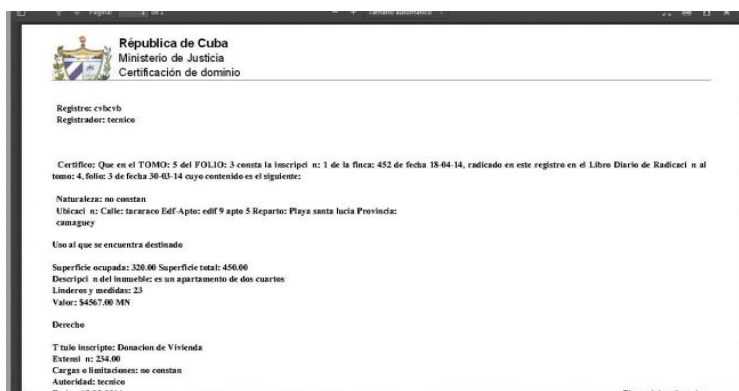 Página:
Tamaño automático
Républica de Cuba
Ministerio de Justicia
Certificación de dominio
Registro: cvbcvb
Registrador: tecnico
Certifico: Que en el TOMO: 5 del FOLIO: 3 consta la inscripci n: 1 de la finca: 452 de fecha 18-04-14, radicado en este registro en el Libro Diario de Radicaci n al
tomo: 4, folio: 3 de fecha 30-03-14 cuyo contenido es el siguiente:
Naturaleza: no constan
Ubicaci n: Calle: tararaco Edf-Apto: edif 9 apto 5 Reparto: Playa santa lucia Provincia:
camaguey
Uso al que se encuentra destinado
Superficie ocupada: 320.00 Superficie total: 450.00
Descripci n del inmueble: es un apartamento de dos cuartos
Linderos y medidas: 23
Valor: $4567.00 MN
Derecho
T tulo inscripto: Donacion de Vivienda
Extensi n: 234.00
Cargas o limitaciones: no constan
Autoridad: tecnico